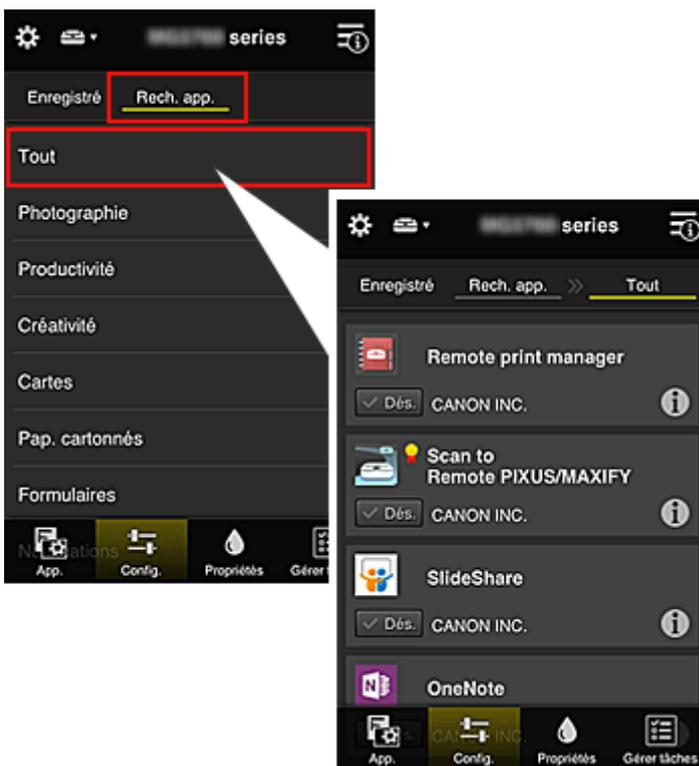 series
Enregistré Rech. app.
Tout
Photographie
Productivité
Créativité
Cartes
Pap. cartonnés
Formulaires
App. Config. Propriétés Gérer
series
Enregistré Rech. app. >> Tout
Remote print manager
Dés. CANON INC.
Scan to
Remote PIXUS/MAXIFY
Dés. CANON INC.
SlideShare
Dés. CANON INC.
OneNote
App. Config. Propriétés Gérer tâches